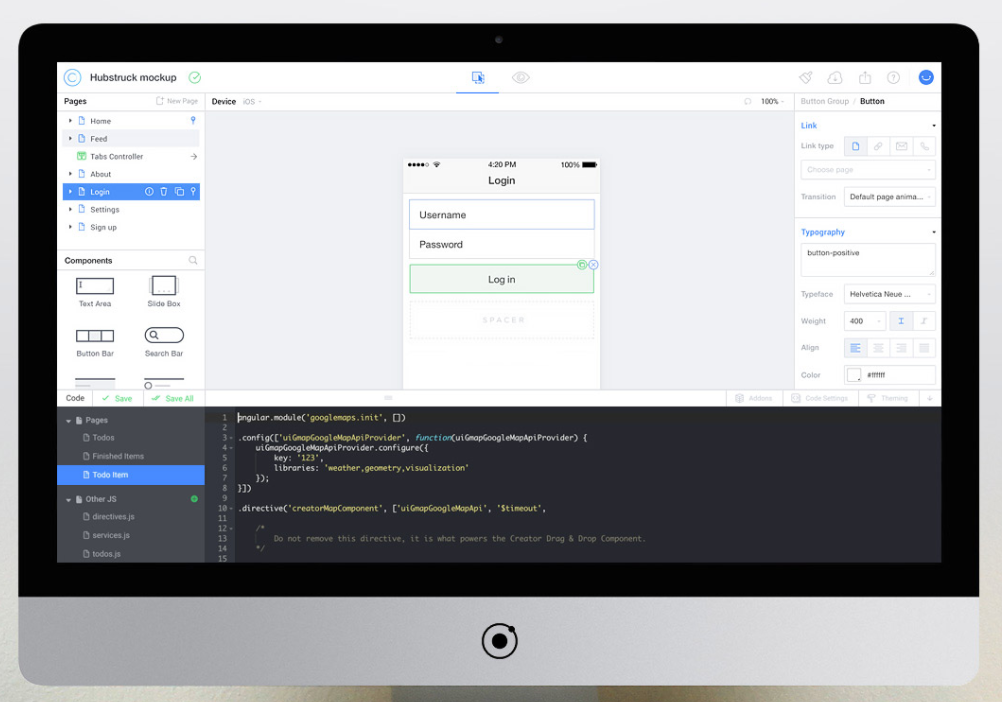 Hubstruck mockup
Pages
New Page
Home
Feed
Tabs Controller
About
Login
Settings
Sign up
Components
Text Area
Slide Box
Button Bar
Search Bar
Device iOS
100%
4:20 PM
100%
Login
Username
Password
Log in
SPACER
Button Group / Button
Link
Link type
Choose page
Transition
Default page anima...
Typography
button-positive
Typeface
Helvetica Neue ...
Weight
400
Align
Color
#ffffff
Code
Save
Save All
Address
Code Settings
Theming
Pages
Todos
Finished Items
Todo Item
Other JS
directives.js
services.js
todos.js
1 angular.module('googlemaps.init', [])
2
3 .config(['uiGmapGoogleMapApiProvider', function(uiGmapGoogleMapApiProvider) {
4 uiGmapGoogleMapApiProvider.configure({
5 key: '123',
6 libraries: 'weather,geometry,visualization'
7 });
8 }])
9
10 .directive('creatorMapComponent', ['uiGmapGoogleMapApi', '$timeout',
11
12 /*
13 Do not remove this directive, it is what powers the Creator Drag & Drop Component.
14 */
15